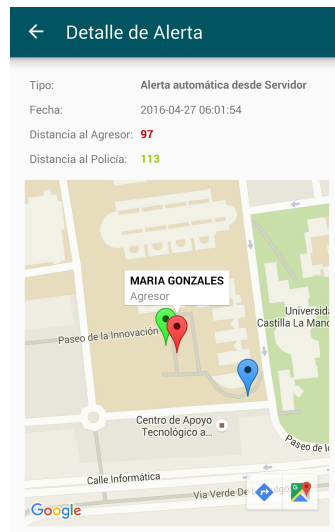 Detalle de Alerta
Tipo: Alerta automática desde Servidor
Fecha: 2016-04-27 06:01:54
Distancia al Agresor: 97
Distancia al Policía: 113
MARIA GONZALES
Agresor
Universid
Castilla La Manc
Paseo de la Innovación
Centro de Apoyo
Tecnológico a...
Paseo de l
Calle Informática
Vía Verde De
Google